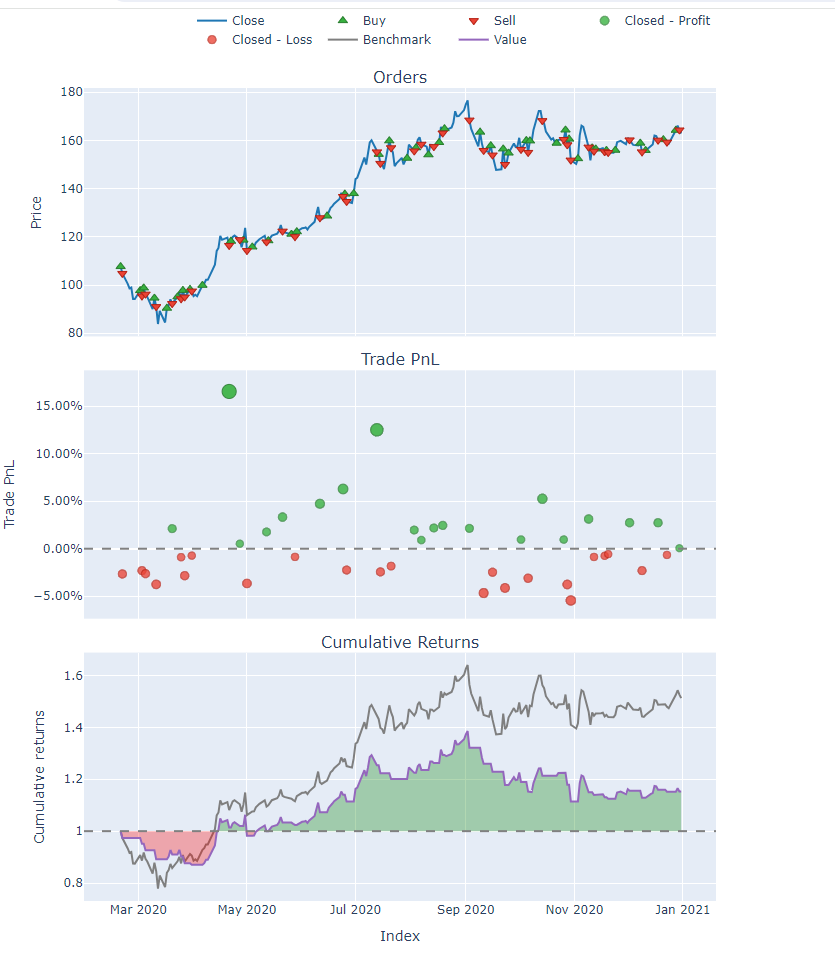 Close Buy Sell Closed - Profit
Closed - Loss Benchmark Value
Orders
180
160
140
120
100
80
Price
Trade PnL
15.00%
10.00%
5.00%
0.00%
−5.00%
Trade PnL
Cumulative Returns
1.6
1.4
1.2
1
0.8
Cumulative returns
Mar 2020 May 2020 Jul 2020 Sep 2020 Nov 2020 Jan 2021
Index